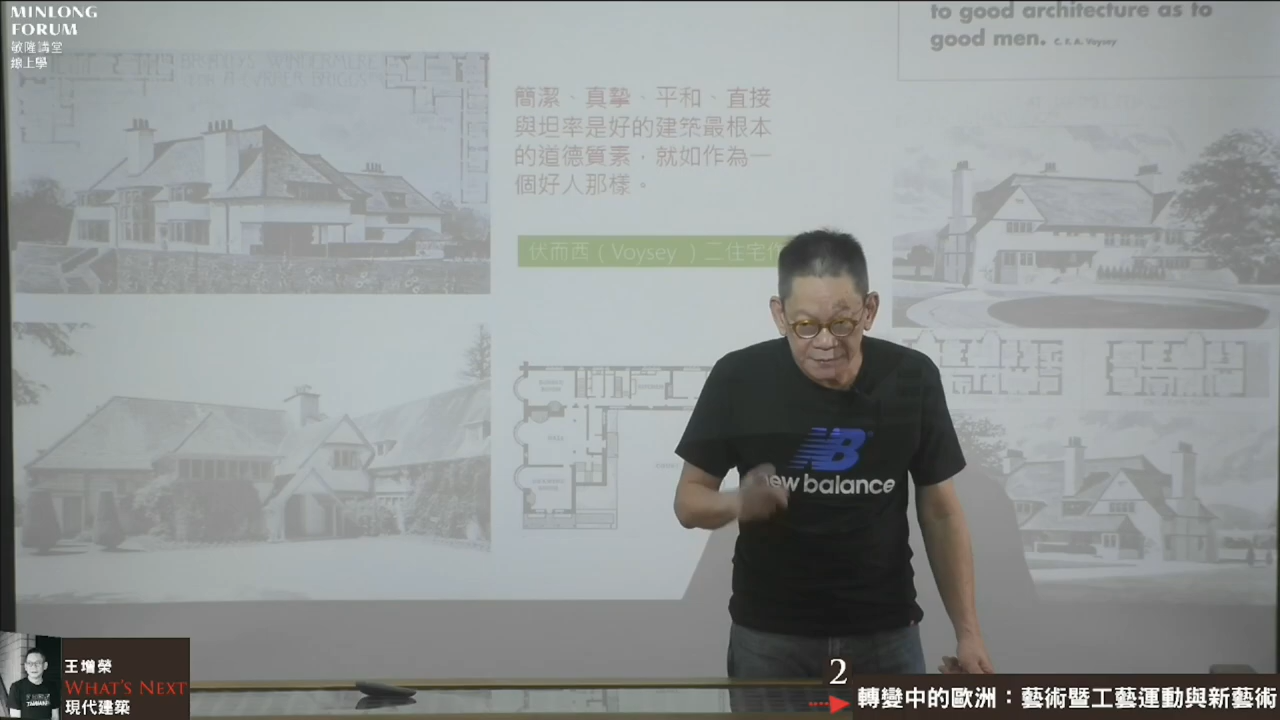 MINLONG
FORUM
敏隆講堂
線上學
to good architecture as to
good men. C. F. A. Voysey
BROADLEYS WINDERMERE
簡潔、真摯、平和、直接
與坦率是好的建築最根本
的道德質素，就如作為一
個好人那樣。
伏而西（Voysey ）二住宅作
NB
new balance
王增榮
WHAT'S NEXT
現代建築
2
轉變中的歐洲：藝術暨工藝運動與新藝術